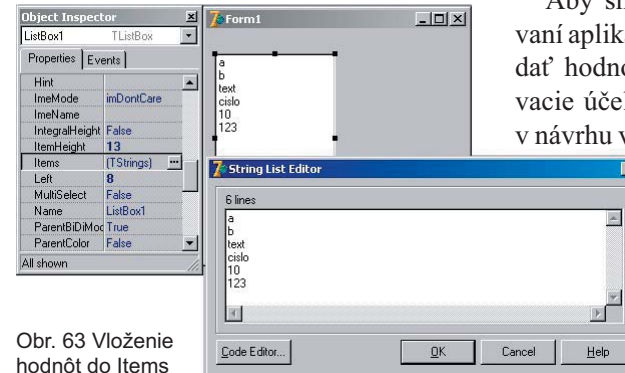 Object Inspector
ListBox1 TListBox
Properties Events
Hint
ImeMode imDontCare
ImeName
IntegralHeight False
ItemHeight 13
Items (TStrings) ...
Left 8
MultiSelect False
Name ListBox1
ParentBiDiMoc True
ParentColor False
All shown
Form1
a
b
text
cislo
10
123
vaní aplik
dať hodno
vacie účel
v návrhu v
String List Editor
6 lines
a
b
text
cislo
10
123
Code Editor...
OK
Cancel
Help
Obr. 63 Vloženie
hodnôt do Items